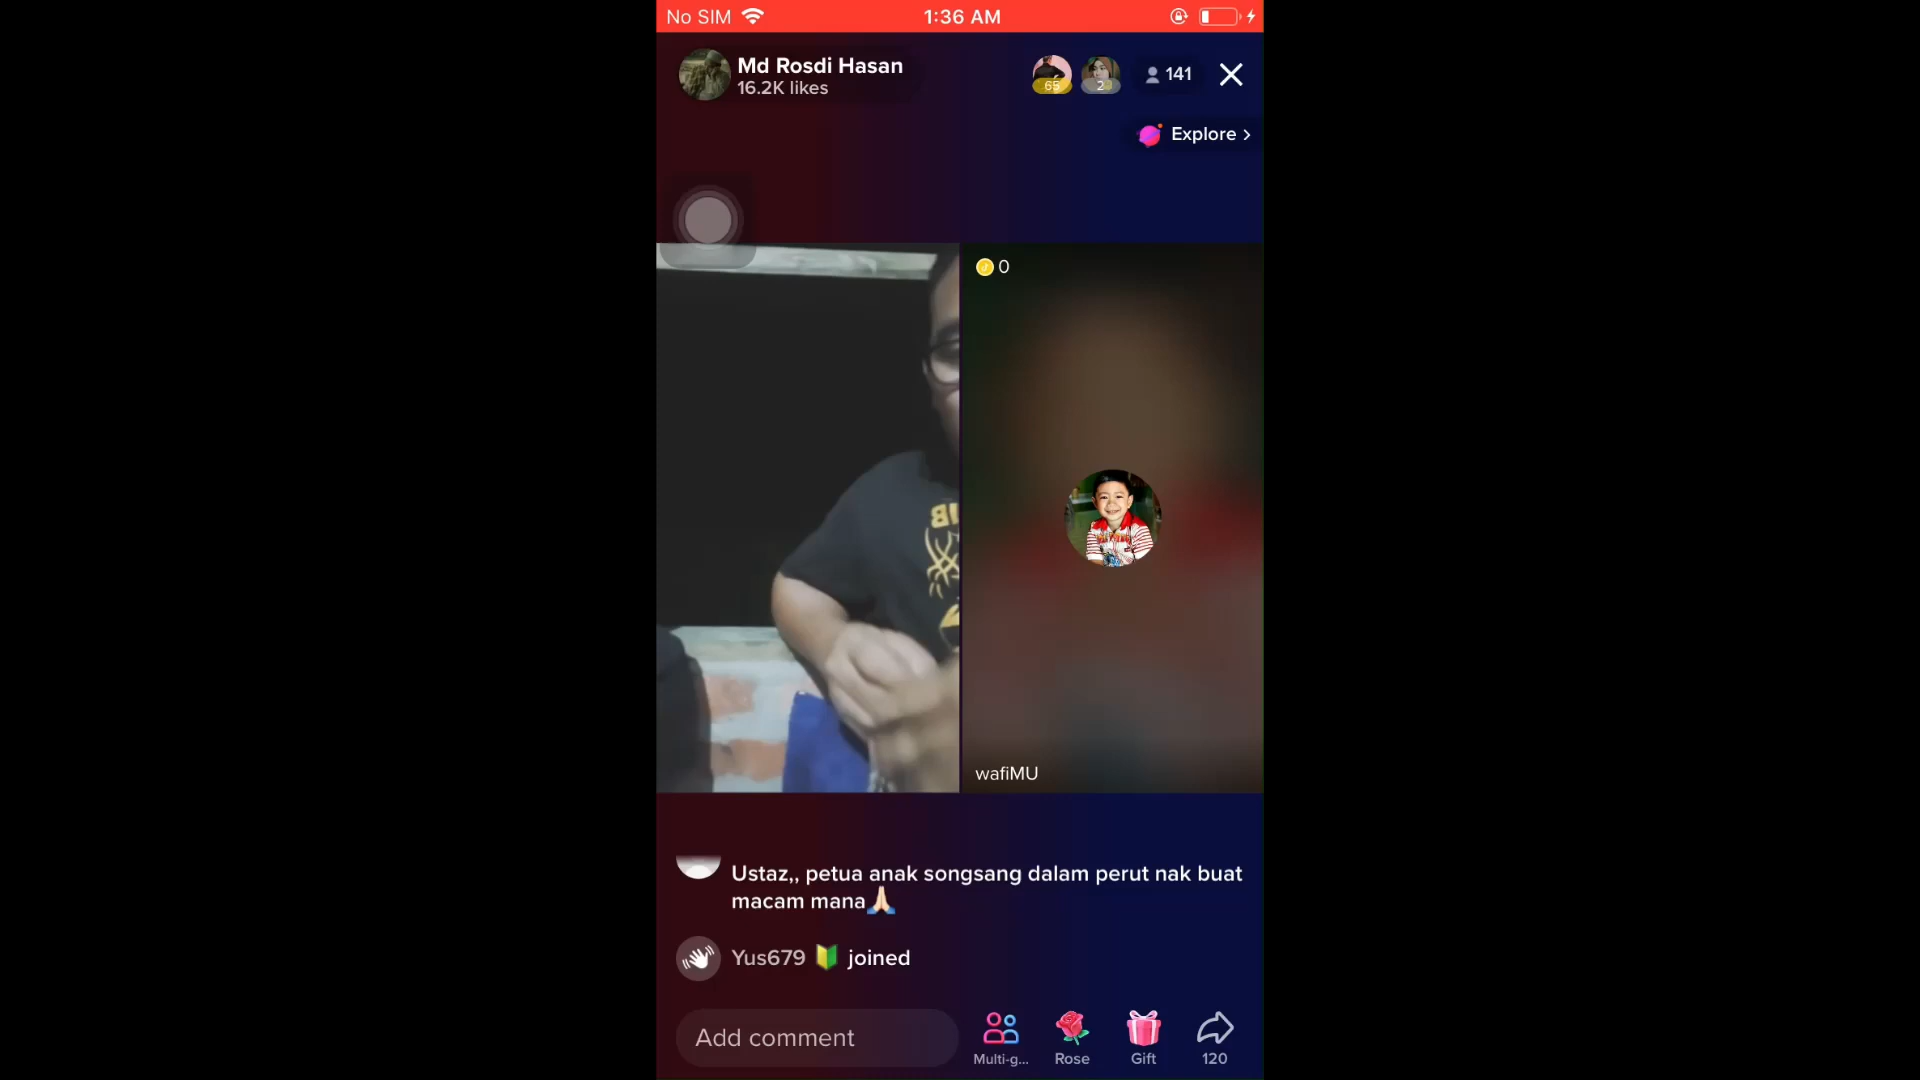 No SIM 1:36 AM
Md Rosdi Hasan
16.2K likes
65 2 141
Explore
0
wafiMU
Ustaz,, petua anak songsang dalam perut nak buat
macam mana🙏🏻
Yus679 🔰 joined
Add comment
Multi-g... Rose Gift 120